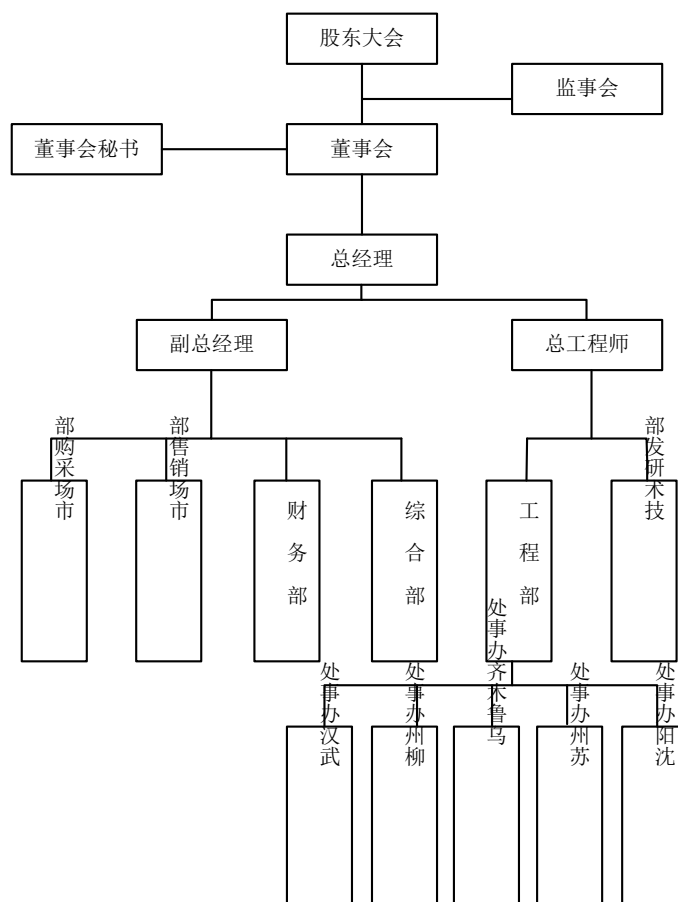 股东大会
监事会
董事会秘书
董事会
总经理
副总经理
总工程师
部购采场市
部售销场市
财务部
综合部
工程部
部发研术技
处事办汉武
处事办州柳
处事办齐木鲁乌
处事办州苏
处事办阳沈